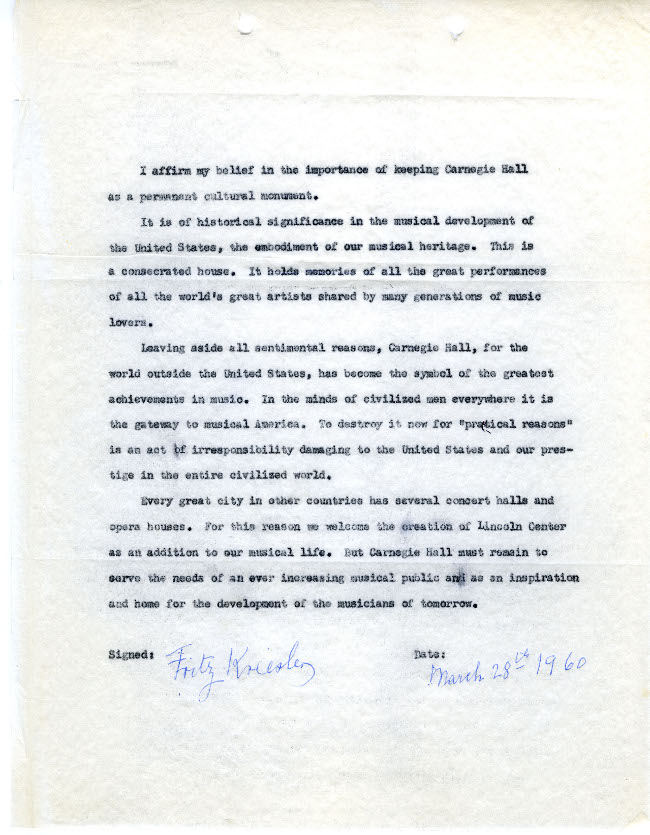 I affirm my belief in the importance of keeping Carnegie Hall
as a permanent cultural monument.
It is of historical significance in the musical development of
the United States, the embodiment of our musical heritage. This is
a consecrated house. It holds memories of all the great performances
of all the world's great artists shared by many generations of music
lovers.
Leaving aside all sentimental reasons, Carnegie Hall, for the
world outside the United States, has become the symbol of the greatest
achievements in music. In the minds of civilized men everywhere it is
the gateway to musical America. To destroy it now for "pratical reasons"
is an act of irresponsibility damaging to the United States and our pres-
tige in the entire civilized world.
Every great city in other countries has several concert halls and
opera houses. For this reason we welcome the creation of Lincoln Center
as an addition to our musical life. But Carnegie Hall must remain to
serve the needs of an ever increasing musical public and as an inspiration
and home for the development of the musicians of tomorrow.
Signed: Fritz Kreisler Date: March 28th 1960